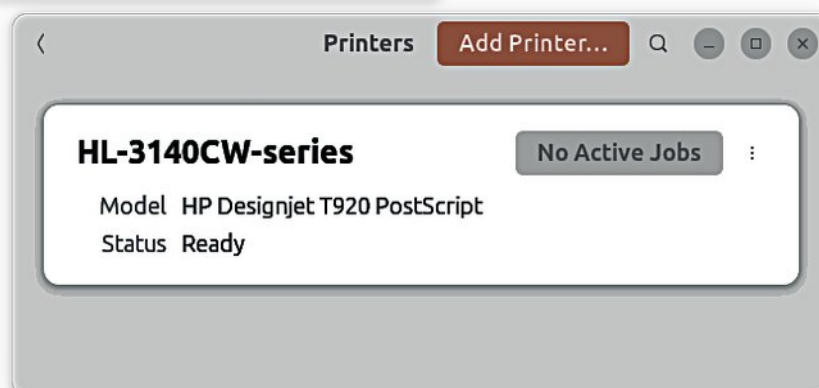 Printers Add Printer...
HL-3140CW-series No Active Jobs
Model HP Designjet T920 PostScript
Status Ready